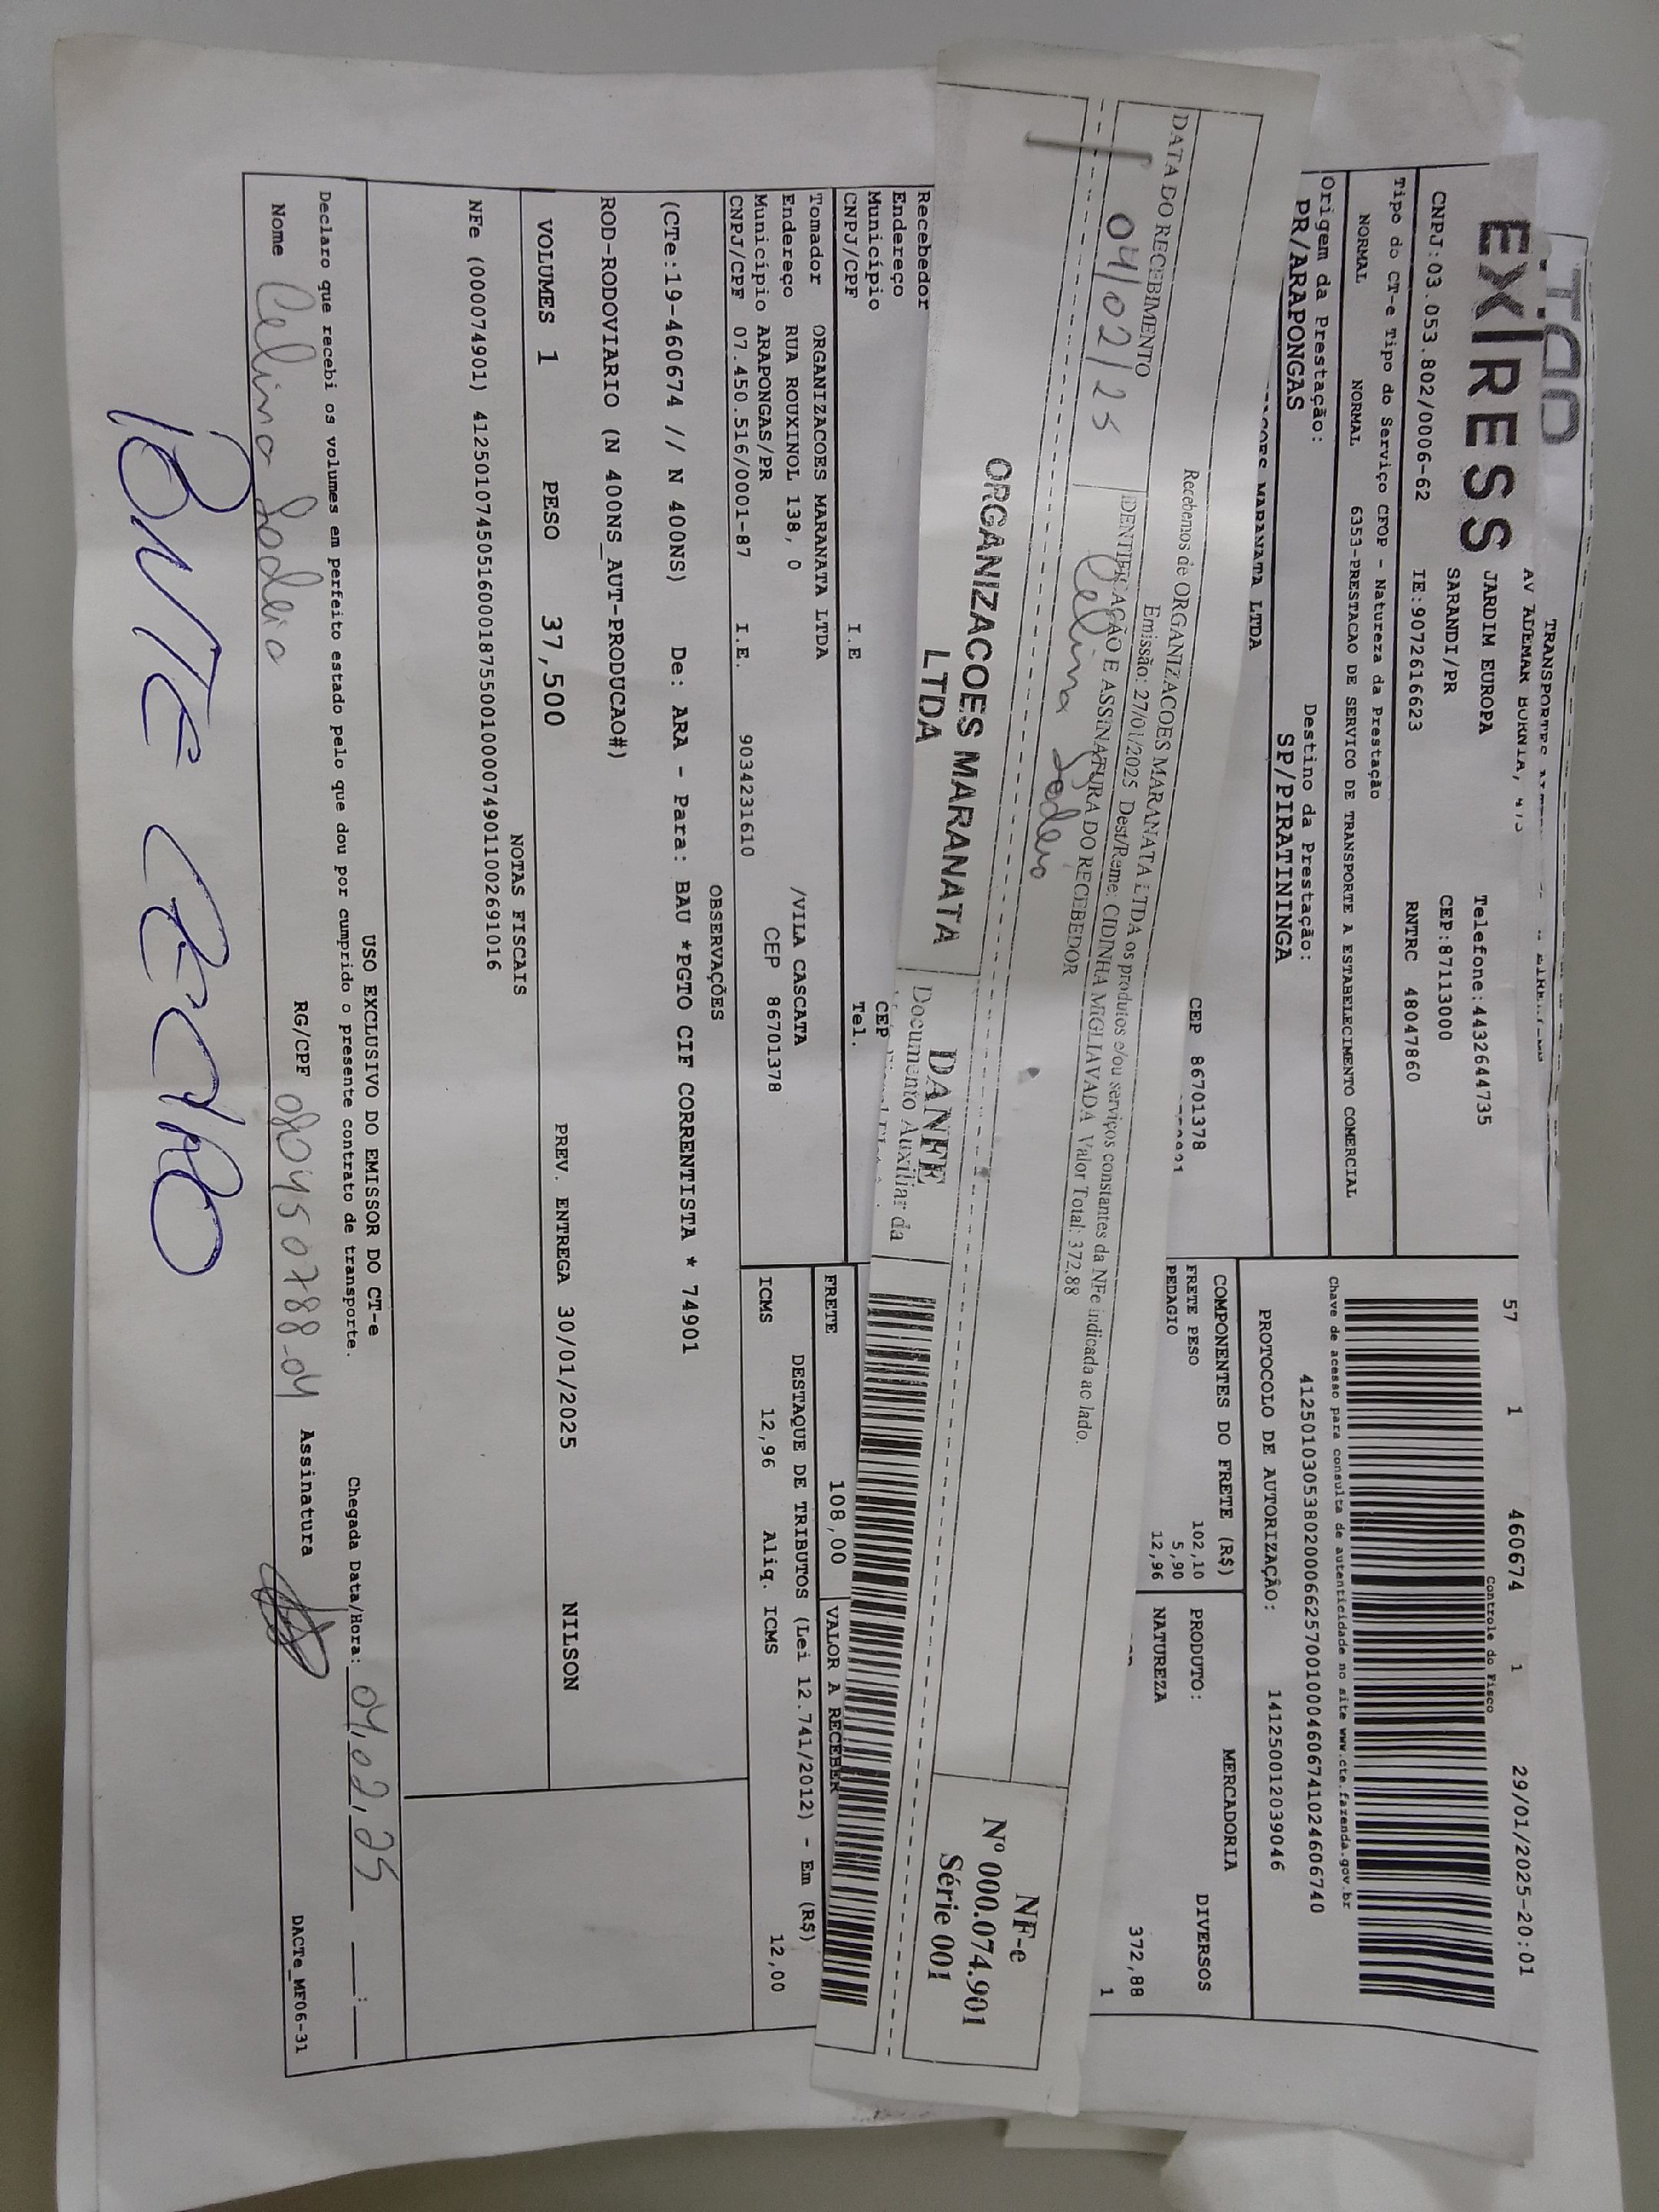 EXPRESS
TRANSPORTES
AV ADEMAR BORNIA,
JARDIM EUROPA
Telefone:4432644735
SARANDI/PR
CEP:87113000
CNPJ:03.053.802/0006-62 IE:9072616623 RNTRC 48047860
57 1 460674 1 29/01/2025-20:01
Controle do Fisco
Tipo do CT-e Tipo do Serviço CFOP - Natureza da Prestação
NORMAL NORMAL 6353-PRESTACAO DE SERVICO DE TRANSPORTE A ESTABELECIMENTO COMERCIAL
Chave de acesso para consulta de autenticidade no site www.cte.fazenda.gov.br
41250103053802000662570010004606741024606740
Origem da Prestação: Destino da Prestação:
PR/ARAPONGAS SP/PIRATININGA
PROTOCOLO DE AUTORIZAÇÃO: 141250012039046
MARANATA LTDA
CEP 86701378
COMPONENTES DO FRETE (R$) MERCADORIA
FRETE PESO 102,10 PRODUTO: DIVERSOS
PEDAGIO 5,90
12,96 NATUREZA
372,88
1
Recebemos de ORGANIZACOES MARANATA LTDA os produtos e/ou serviços constantes da NFe indicada ao lado.
Emissão: 27/01/2025 Dest/Reme: CIDINHA MIGLIAVADA Valor Total: 372,88
DATA DO RECEBIMENTO IDENTIFICAÇÃO E ASSINATURA DO RECEBEDOR
04/02/25 Celina
NF-e
Nº 000.074.901
Série 001
ORGANIZACOES MARANATA
LTDA
DANFE
Documento Auxiliar da
Recebedor
Endereço
Município CEP
CNPJ/CPF I.E Tel.
Tomador ORGANIZACOES MARANATA LTDA
Endereço RUA ROUXINOL 138, 0 /VILA CASCATA
Município ARAPONGAS/PR CEP 86701378
CNPJ/CPF 07.450.516/0001-87 I.E. 9034231610
FRETE 108,00 VALOR A RECEBER
DESTAQUE DE TRIBUTOS (Lei 12.741/2012) - Em (R$)
ICMS 12,96 Aliq. ICMS 12,00
OBSERVAÇÕES
(CTe:19-460674 // N 400NS) De: ARA - Para: BAU *PGTO CIF CORRENTISTA * 74901
ROD-RODOVIARIO (N 400NS_AUT-PRODUCAO#)
VOLUMES 1 PESO 37,500 PREV. ENTREGA 30/01/2025 NILSON
NOTAS FISCAIS
NFe (000074901) 41250107450516000187550010000749011002691016
USO EXCLUSIVO DO EMISSOR DO CT-e
Declaro que recebi os volumes em perfeito estado pelo que dou por cumprido o presente contrato de transporte. Chegada Data/Hora: 04,02,25 __:__
Nome Celina RG/CPF 08045078804 Assinatura
DACTe_MF06-31